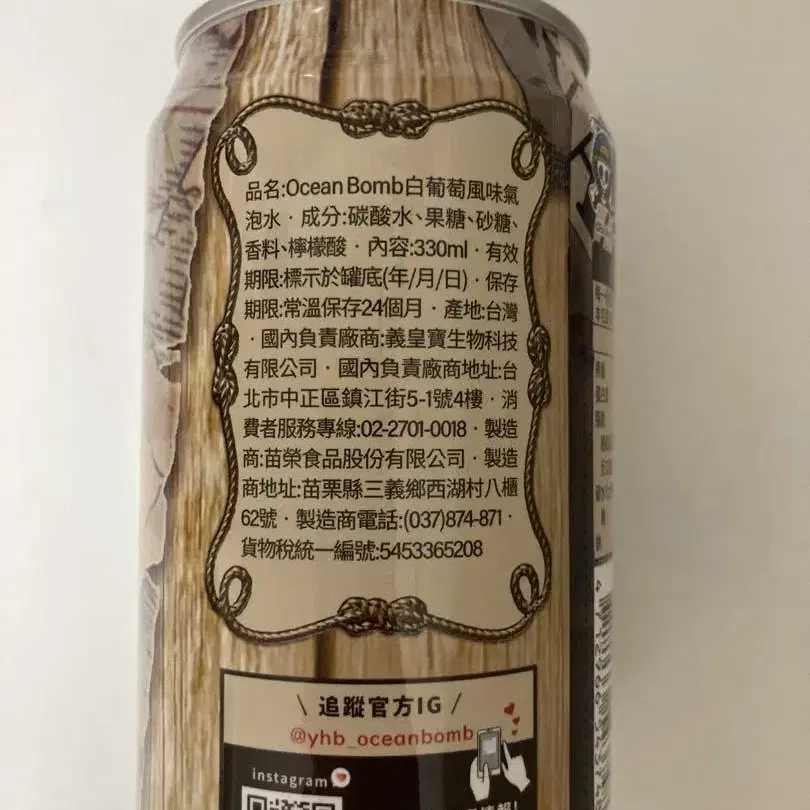 品名:Ocean Bomb白葡萄風味氣
泡水．成分:碳酸水、果糖、砂糖、
香料、檸檬酸．內容:330ml．有效
期限:標示於罐底(年/月/日)．保存
期限:常溫保存24個月．產地:台灣
．國內負責廠商:義皇寶生物科技
有限公司．國內負責廠商地址:台
北市中正區鎮江街5-1號4樓．消
費者服務專線:02-2701-0018．製造
商:苗榮食品股份有限公司．製造
商地址:苗栗縣三義鄉西湖村八櫃
62號．製造商電話:(037)874-871．
貨物稅統一編號:5453365208
\ 追蹤官方IG /
@yhb_oceanbomb
instagram